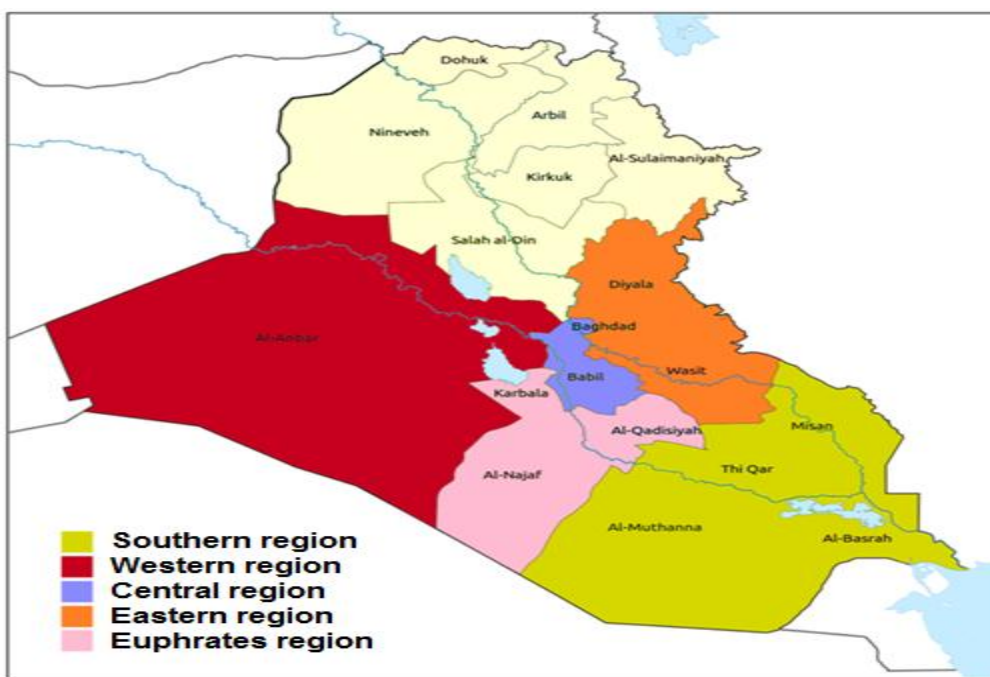 Dohuk
Arbil
Nineveh
Al-Sulaimaniyah
Kirkuk
Salah al-Din
Diyala
Baghdad
Al-Anbar
Wasit
Babil
Karbala
Al-Qadisiyah
Misan
Thi Qar
Al-Najaf
Al-Muthanna
Al-Basrah
Southern region
Western region
Central region
Eastern region
Euphrates region